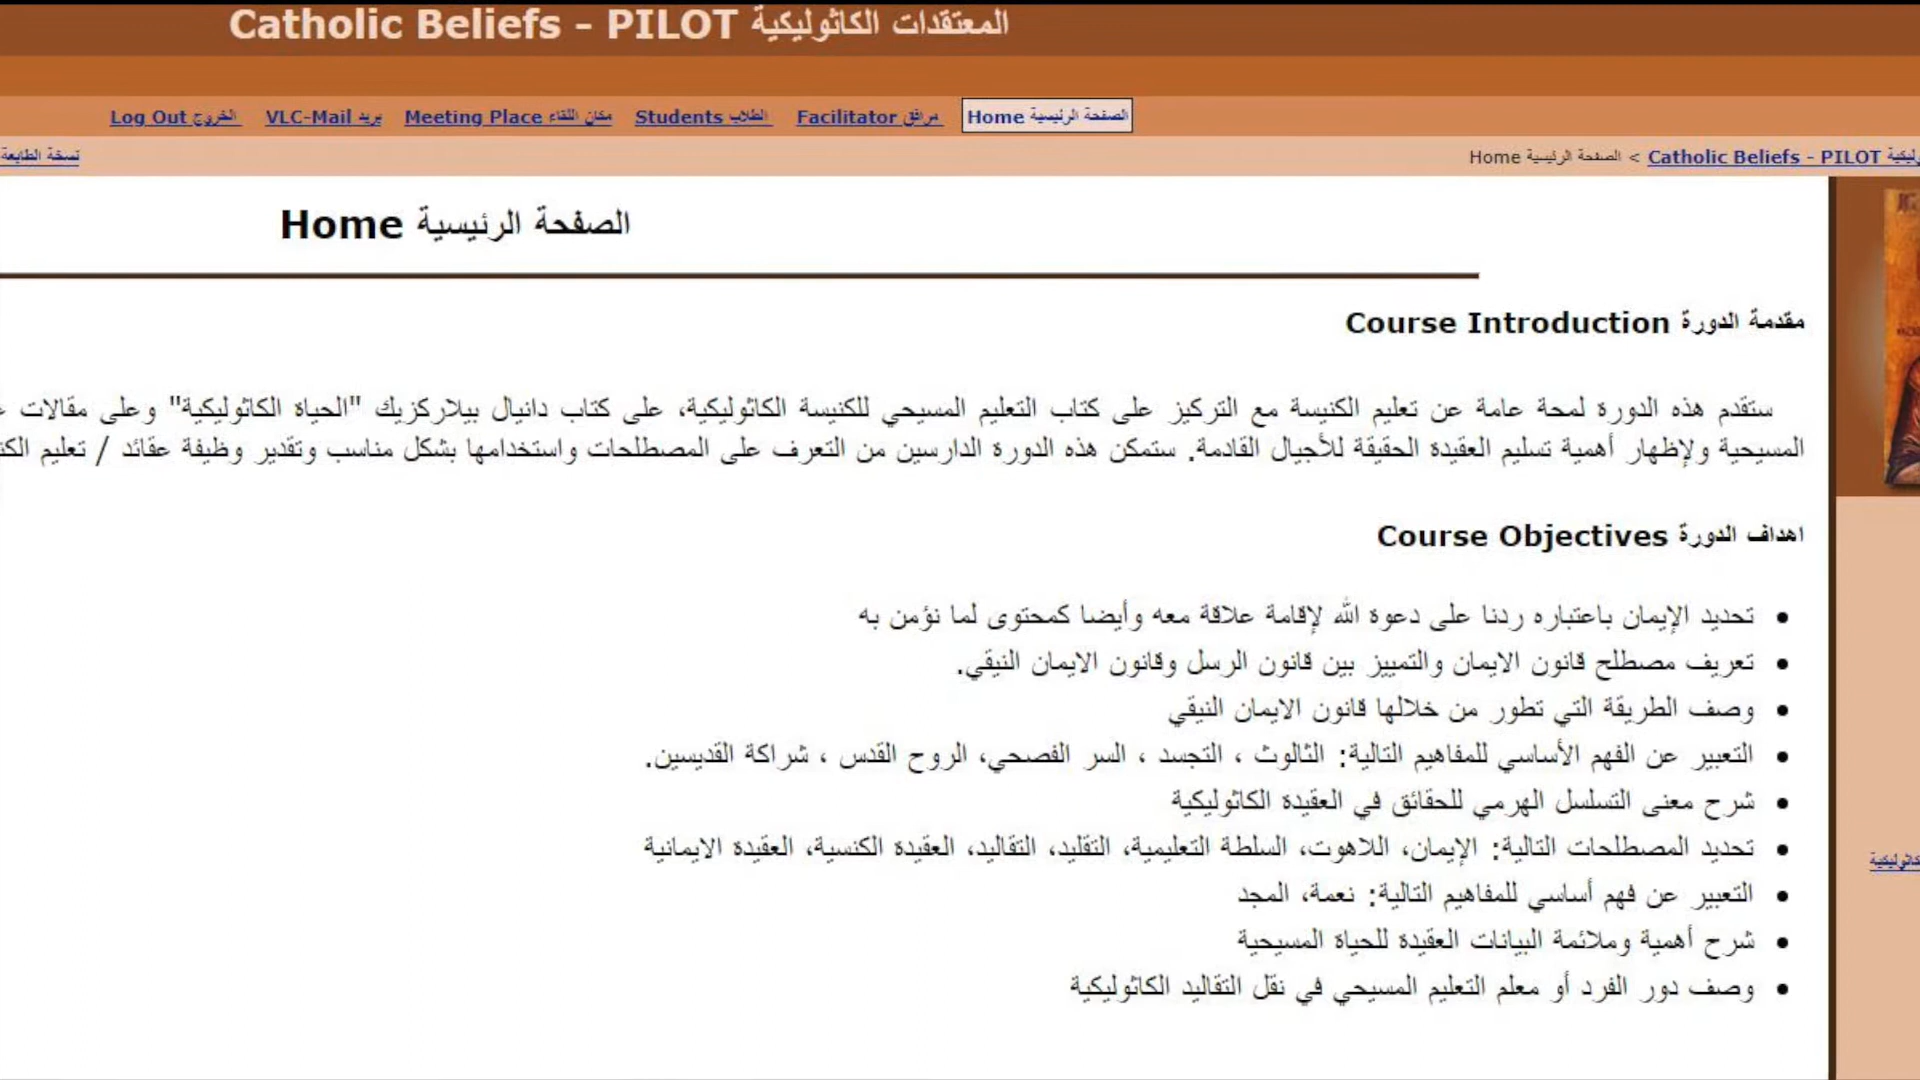 المعتقدات الكاثوليكية Catholic Beliefs - PILOT
الصفحة الرئيسية Home
مرافق Facilitator
الطلاب Students
مكان اللقاء Meeting Place
بريد VLC-Mail
الخروج Log Out
Catholic Beliefs - PILOT > الصفحة الرئيسية Home
نسخة الطابعة
الصفحة الرئيسية Home
مقدمة الدورة Course Introduction
ستقدم هذه الدورة لمحة عامة عن تعليم الكنيسة مع التركيز على كتاب التعليم المسيحي للكنيسة الكاثوليكية، على كتاب دانيال بيلاركزيك "الحياة الكاثوليكية" وعلى مقالات
المسيحية ولإظهار أهمية تسليم العقيدة الحقيقة للأجيال القادمة. ستمكن هذه الدورة الدارسين من التعرف على المصطلحات واستخدامها بشكل مناسب وتقدير وظيفة عقائد / تعليم
اهداف الدورة Course Objectives
• تحديد الإيمان باعتباره ردنا على دعوة الله لإقامة علاقة معه وأيضا كمحتوى لما نؤمن به
• تعريف مصطلح قانون الايمان والتمييز بين قانون الرسل وقانون الايمان النيقي.
• وصف الطريقة التي تطور من خلالها قانون الايمان النيقي
• التعبير عن الفهم الأساسي للمفاهيم التالية: الثالوث ، التجسد ، السر الفصحي، الروح القدس ، شراكة القديسين.
• شرح معنى التسلسل الهرمي للحقائق في العقيدة الكاثوليكية
• تحديد المصطلحات التالية: الإيمان، اللاهوت، السلطة التعليمية، التقليد، التقاليد، العقيدة الكنسية، العقيدة الايمانية
• التعبير عن فهم أساسي للمفاهيم التالية: نعمة، المجد
• شرح أهمية وملائمة البيانات العقيدة للحياة المسيحية
• وصف دور الفرد أو معلم التعليم المسيحي في نقل التقاليد الكاثوليكية